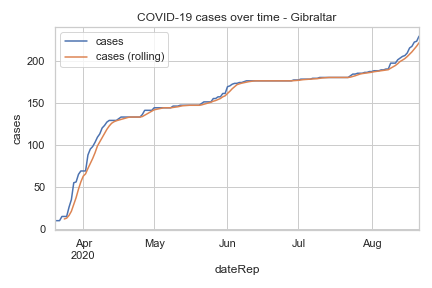 COVID-19 cases over time - Gibraltar
cases
cases (rolling)
200
150
100
50
0
cases
Apr
2020
May
Jun
Jul
Aug
dateRep